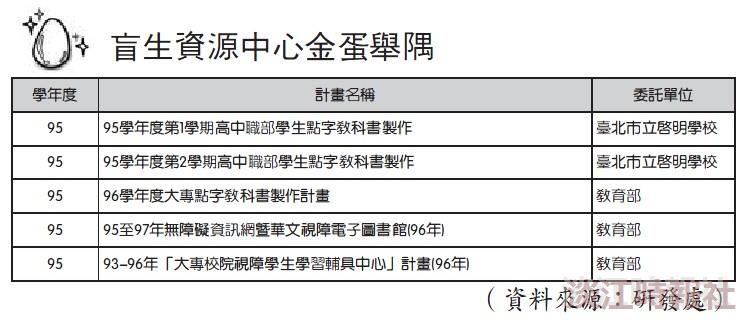 盲生資源中心金蛋舉隅
學年度 計畫名稱 委託單位
95 95學年度第1學期高中職部學生點字教科書製作 臺北市立啓明學校
95 95學年度第2學期高中職部學生點字教科書製作 臺北市立啓明學校
95 96學年度大專點字教科書製作計畫 教育部
95 95至97年無障礙資訊網暨華文視障電子圖書館(96年) 教育部
95 93-96年「大專校院視障學生學習輔具中心」計畫(96年) 教育部
淡江時報社
（資料來源：研發處）